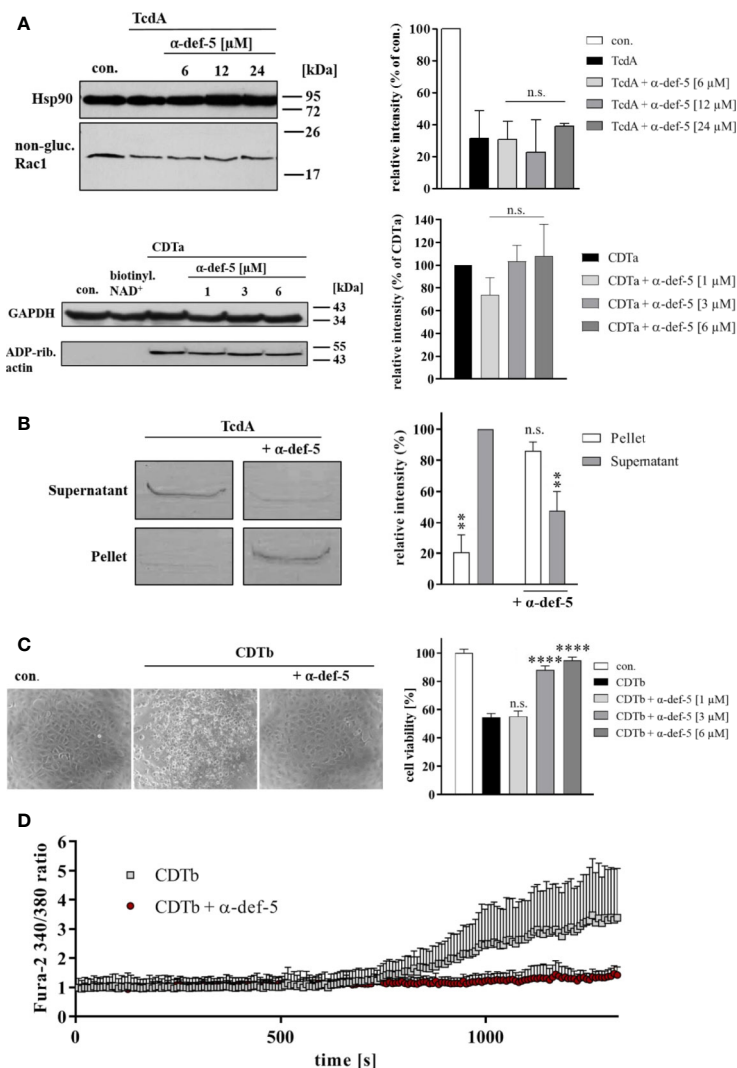 A
TcdA
α-def-5 [µM]
con. 6 12 24 [kDa]
Hsp90
95
72
non-gluc.
Rac1
26
17
relative intensity (% of con.)
100
80
60
40
20
0
n.s.
con.
TcdA
TcdA + α-def-5 [6 µM]
TcdA + α-def-5 [12 µM]
TcdA + α-def-5 [24 µM]
CDTa
biotinyl. α-def-5 [µM]
con. NAD+ 1 3 6 [kDa]
GAPDH
43
34
ADP-rib.
actin
55
43
relative intensity (% of CDTa)
140
120
100
80
60
40
20
0
n.s.
CDTa
CDTa + α-def-5 [1 µM]
CDTa + α-def-5 [3 µM]
CDTa + α-def-5 [6 µM]
B
TcdA
+ α-def-5
Supernatant
Pellet
relative intensity (%)
100
80
60
40
20
0
**
n.s.
**
+ α-def-5
Pellet
Supernatant
C
CDTb
con. + α-def-5
cell viability [%]
100
80
60
40
20
0
n.s.
****
****
con.
CDTb
CDTb + α-def-5 [1 µM]
CDTb + α-def-5 [3 µM]
CDTb + α-def-5 [6 µM]
D
Fura-2 340/380 ratio
6
5
4
3
2
1
0
CDTb
CDTb + α-def-5
0 500 1000
time [s]